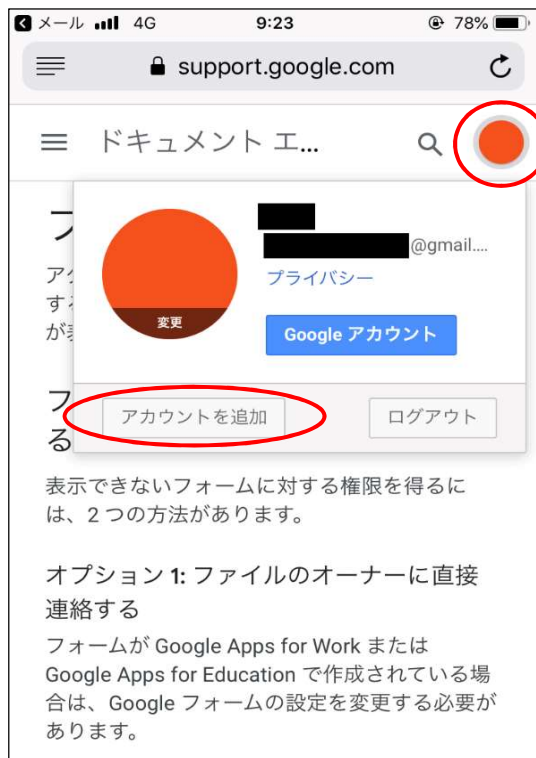 メール 4G 9:23 78%
support.google.com
ドキュメント エ...
@gmail....
プライバシー
変更
Google アカウント
アカウントを追加 ログアウト
フ
ア
す
が
フ
る
表示できないフォームに対する権限を得るに
は、2 つの方法があります。
オプション 1: ファイルのオーナーに直接
連絡する
フォームが Google Apps for Work または
Google Apps for Education で作成されている場
合は、Google フォームの設定を変更する必要が
あります。